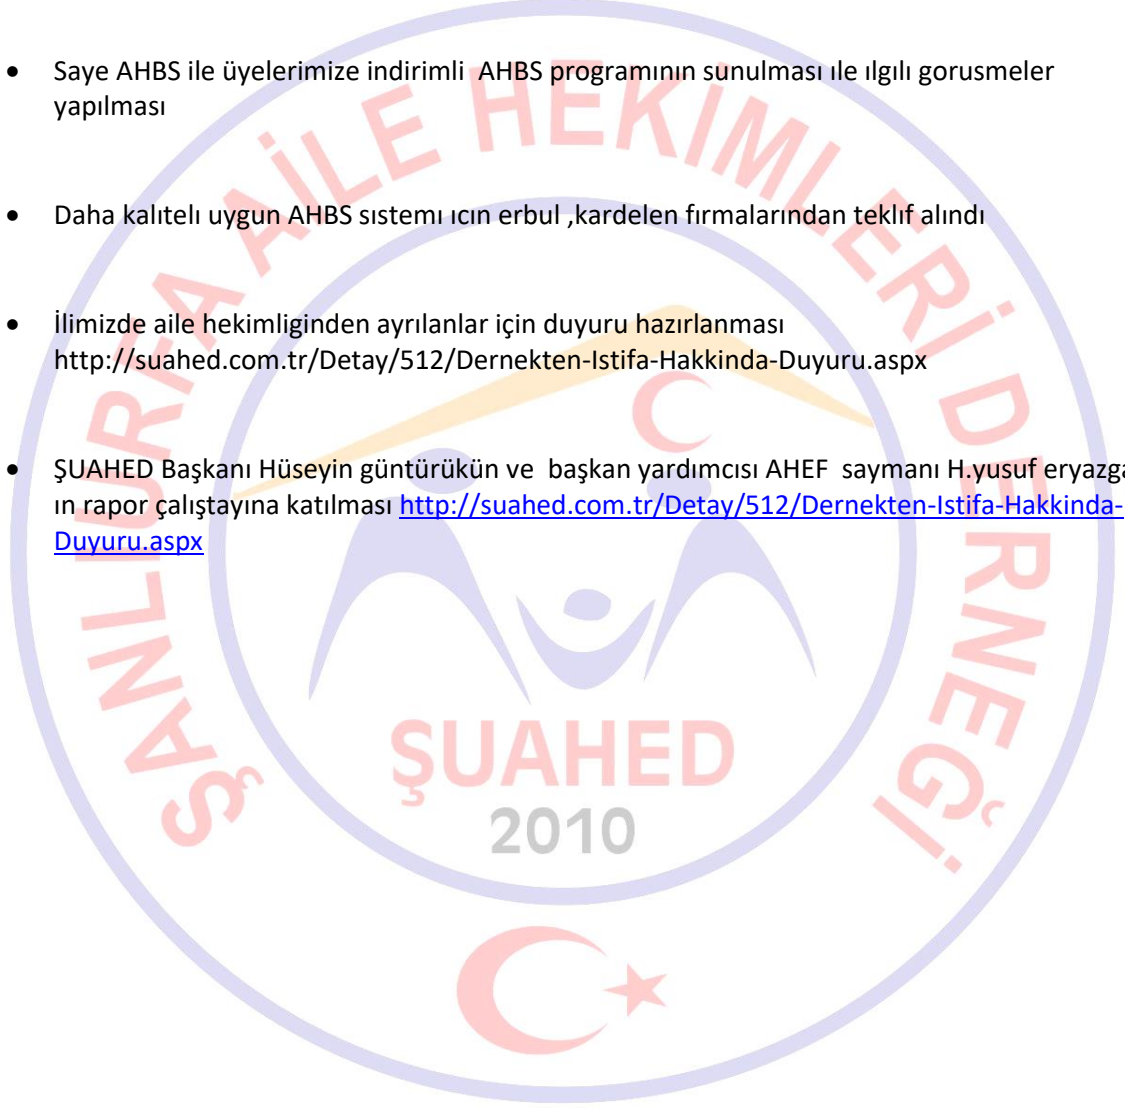 • Saye AHBS ile üyelerimize indirimli  AHBS programının sunulması ıle ılgılı gorusmeler
yapılması
• Daha kalıtelı uygun AHBS sıstemı ıcın erbul ,kardelen fırmalarından teklıf alındı
• İlimizde aile hekimliginden ayrılanlar için duyuru hazırlanması
http://suahed.com.tr/Detay/512/Dernekten-Istifa-Hakkinda-Duyuru.aspx
• ŞUAHED Başkanı Hüseyin güntürükün ve  başkan yardımcısı AHEF  saymanı H.yusuf eryazga
ın rapor çalıştayına katılması http://suahed.com.tr/Detay/512/Dernekten-Istifa-Hakkinda-
Duyuru.aspx
ŞANLIURFA AİLE HEKİMLERİ DERNEĞİ
ŞUAHED
2010